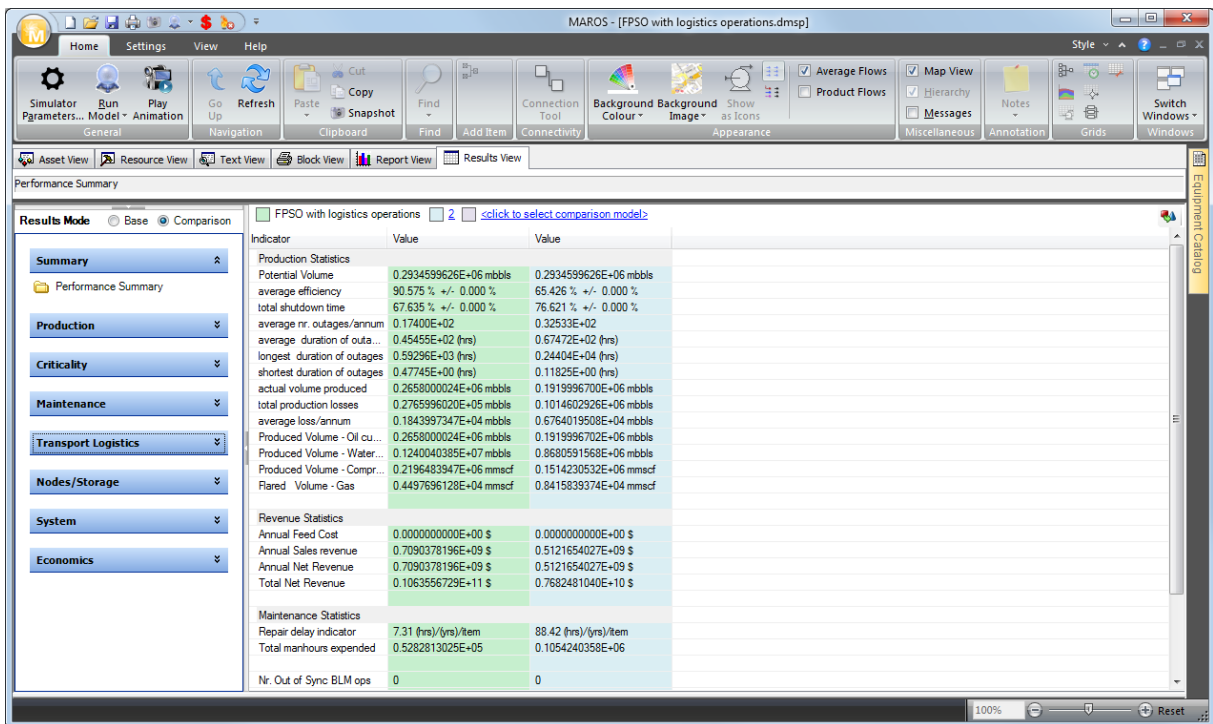 MAROS - [FPSO with logistics operations.dmsp]
M
Home Settings View Help Style
Simulator Parameters...
Run Model
Play Animation
General
Go Up
Refresh
Navigation
Paste
Cut
Copy
Snapshot
Clipboard
Find
Find
Add Item
Connection Tool
Connectivity
Background Colour
Background Image
Show as Icons
Appearance
Average Flows
Product Flows
Map View
Hierarchy
Messages
Miscellaneous
Notes
Annotation
Grids
Switch Windows
Windows
Asset View Resource View Text View Block View Report View Results View
Performance Summary
Equipment Catalog
Results Mode Base Comparison
Summary
Performance Summary
Production
Criticality
Maintenance
Transport Logistics
Nodes/Storage
System
Economics
FPSO with logistics operations 2 <click to select comparison model>
Indicator Value Value
Production Statistics
Potential Volume 0.2934599626E+06 mbbls 0.2934599626E+06 mbbls
average efficiency 90.575 % +/- 0.000 % 65.426 % +/- 0.000 %
total shutdown time 67.635 % +/- 0.000 % 76.621 % +/- 0.000 %
average nr. outages/annum 0.17400E+02 0.32533E+02
average duration of outa... 0.45455E+02 (hrs) 0.67472E+02 (hrs)
longest duration of outages 0.59296E+03 (hrs) 0.24404E+04 (hrs)
shortest duration of outages 0.47745E+00 (hrs) 0.11825E+00 (hrs)
actual volume produced 0.2658000024E+06 mbbls 0.1919996700E+06 mbbls
total production losses 0.2765996020E+05 mbbls 0.1014602926E+06 mbbls
average loss/annum 0.1843997347E+04 mbbls 0.6764019508E+04 mbbls
Produced Volume - Oil cu... 0.2658000024E+06 mbbls 0.1919996702E+06 mbbls
Produced Volume - Water... 0.1240040385E+07 mbbls 0.8680591568E+06 mbbls
Produced Volume - Compr... 0.2196483947E+06 mmscf 0.1514230532E+06 mmscf
Flared Volume - Gas 0.4497696128E+04 mmscf 0.8415839374E+04 mmscf
Revenue Statistics
Annual Feed Cost 0.0000000000E+00 $ 0.0000000000E+00 $
Annual Sales revenue 0.7090378196E+09 $ 0.5121654027E+09 $
Annual Net Revenue 0.7090378196E+09 $ 0.5121654027E+09 $
Total Net Revenue 0.1063556729E+11 $ 0.7682481040E+10 $
Maintenance Statistics
Repair delay indicator 7.31 (hrs)/(yrs)/item 88.42 (hrs)/(yrs)/item
Total manhours expended 0.5282813025E+05 0.1054240358E+06
Nr. Out of Sync BLM ops 0 0
100% Reset